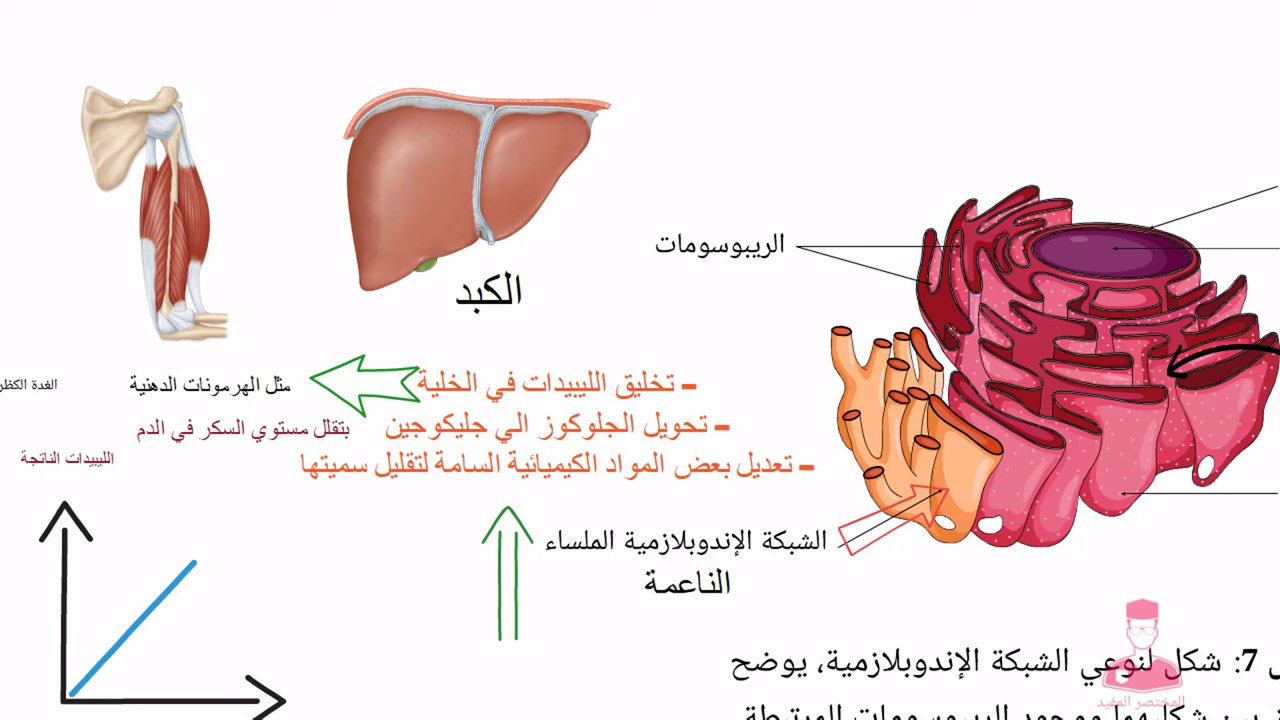 الريبوسومات
الكبد
- تخليق الليبيدات في الخلية
مثل الهرمونات الدهنية
الغدة
- تحويل الجلوكوز الي جليكوجين
بتقلل مستوي السكر في الدم
- تعديل بعض المواد الكيميائية السامة لتقليل سميتها
الليبيدات الناتجة
الشبكة الإندوبلازمية الملساء
الناعمة
7: شكل لنوعي الشبكة الإندوبلازمية، يوضح
المختصر المفيد